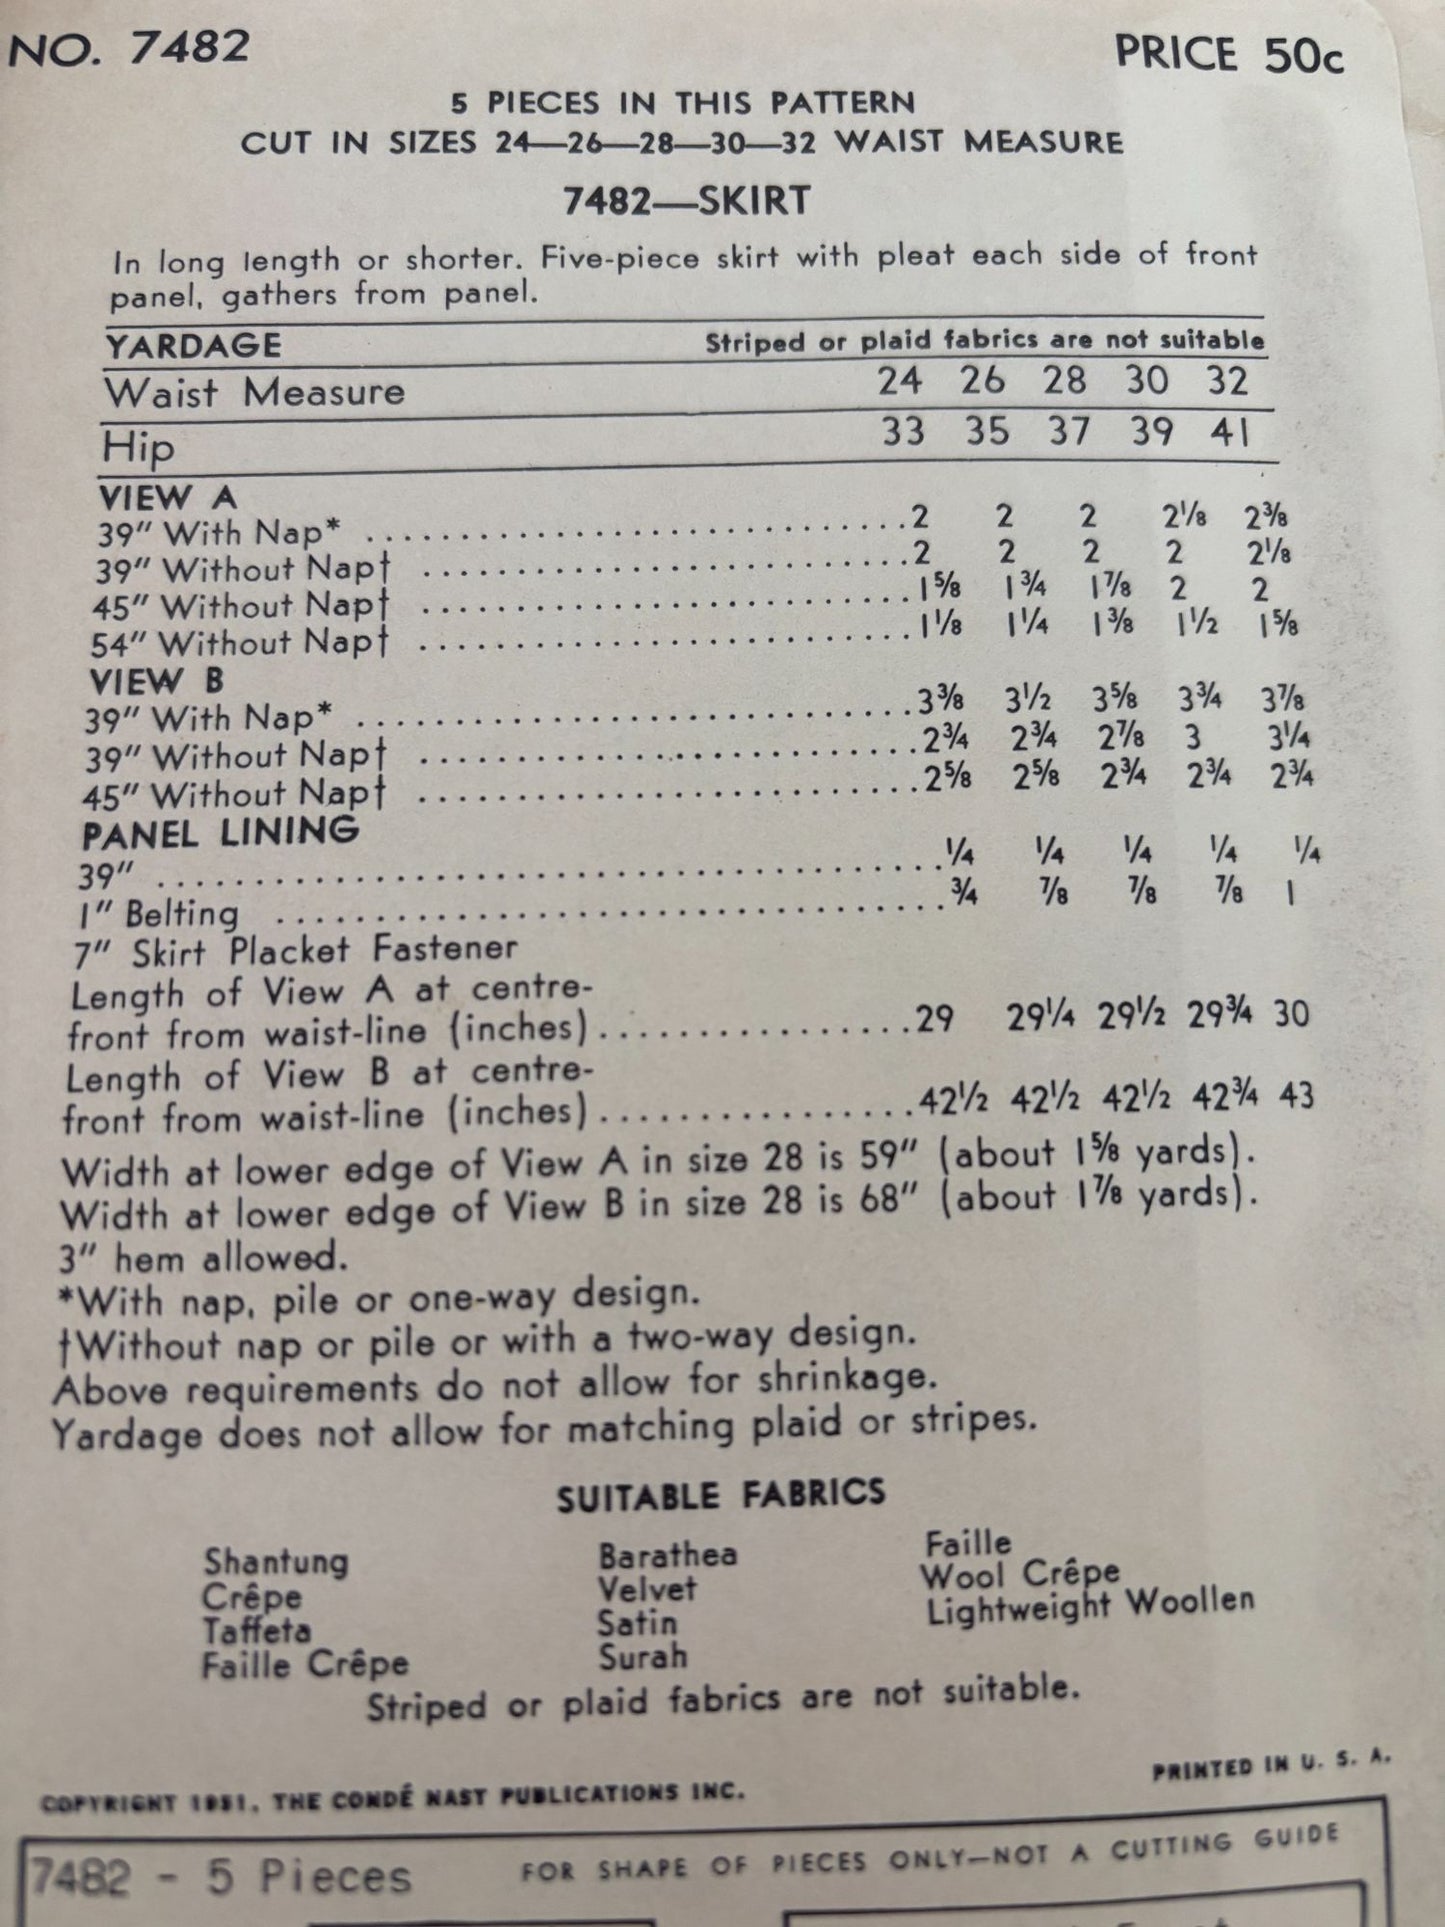 NO. 7482 PRICE 50c
5 PIECES IN THIS PATTERN
CUT IN SIZES 24—26—28—30—32 WAIST MEASURE
7482—SKIRT
In long length or shorter. Five-piece skirt with pleat each side of front
panel, gathers from panel.
YARDAGE Striped or plaid fabrics are not suitable
Waist Measure 24 26 28 30 32
Hip 33 35 37 39 41
VIEW A
39" With Nap* 2 2 2 2⅛ 2⅜
39" Without Nap† 2 2 2 2 2⅛
45" Without Nap† 1⅝ 1¾ 1⅞ 2 2
54" Without Nap† 1⅛ 1¼ 1⅜ 1½ 1⅝
VIEW B
39" With Nap* 3⅜ 3½ 3⅝ 3¾ 3⅞
39" Without Nap† 2¾ 2¾ 2⅞ 3 3¼
45" Without Nap† 2⅝ 2⅝ 2¾ 2¾ 2¾
PANEL LINING
39" ¼ ¼ ¼ ¼ ¼
1" Belting ¾ ⅞ ⅞ ⅞ 1
7" Skirt Placket Fastener
Length of View A at centre-
front from waist-line (inches) 29 29¼ 29½ 29¾ 30
Length of View B at centre-
front from waist-line (inches) 42½ 42½ 42½ 42¾ 43
Width at lower edge of View A in size 28 is 59" (about 1⅝ yards).
Width at lower edge of View B in size 28 is 68" (about 1⅞ yards).
3" hem allowed.
*With nap, pile or one-way design.
†Without nap or pile or with a two-way design.
Above requirements do not allow for shrinkage.
Yardage does not allow for matching plaid or stripes.
SUITABLE FABRICS
Shantung Barathea Faille
Crêpe Velvet Wool Crêpe
Taffeta Satin Lightweight Woollen
Faille Crêpe Surah
Striped or plaid fabrics are not suitable.
COPYRIGHT 1951, THE CONDÉ NAST PUBLICATIONS INC. PRINTED IN U. S. A.
7482 - 5 Pieces FOR SHAPE OF PIECES ONLY—NOT A CUTTING GUIDE